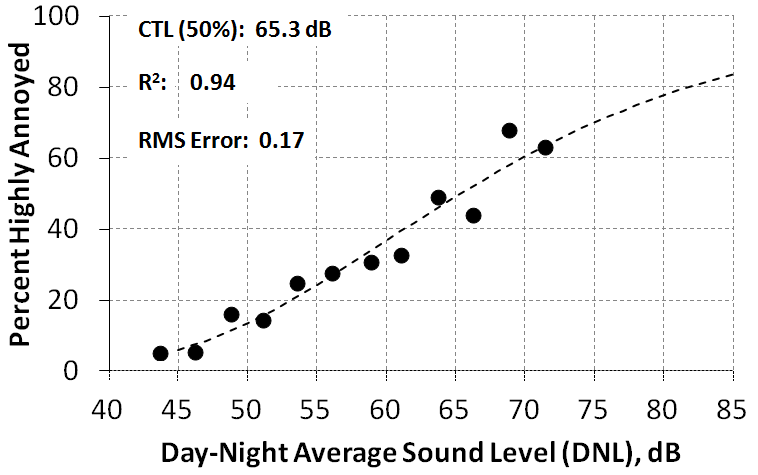 CTL (50%): 65.3 dB
R²: 0.94
RMS Error: 0.17
Percent Highly Annoyed
100
80
60
40
20
0
40 45 50 55 60 65 70 75 80 85
Day-Night Average Sound Level (DNL), dB